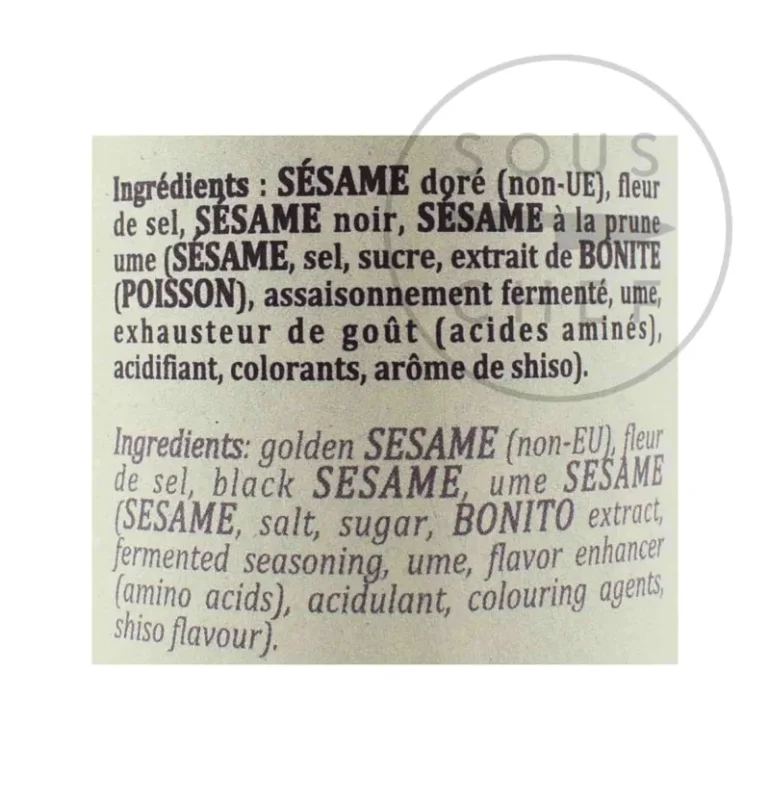 SOUS
CHEF
Ingrédients : SÉSAME doré (non-UE), fleur
de sel, SÉSAME noir, SÉSAME à la prune
ume (SÉSAME, sel, sucre, extrait de BONITE
(POISSON), assaisonnement fermenté, ume,
exhausteur de goût (acides aminés),
acidifiant, colorants, arôme de shiso).
Ingredients: golden SESAME (non-EU), fleur
de sel, black SESAME, ume SESAME
(SESAME, salt, sugar, BONITO extract,
fermented seasoning, ume, flavor enhancer
(amino acids), acidulant, colouring agents,
shiso flavour).